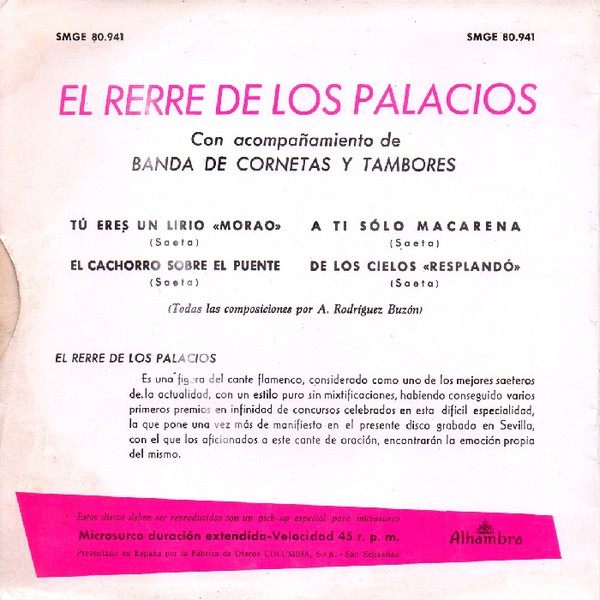 SMGE 80.941 SMGE 80.941
EL RERRE DE LOS PALACIOS
Con acompañamiento de
BANDA DE CORNETAS Y TAMBORES
TÚ ERES UN LIRIO «MORAO» A TI SÓLO MACARENA
(Saeta) (Saeta)
EL CACHORRO SOBRE EL PUENTE DE LOS CIELOS «RESPLANDÓ»
(Saeta) (Saeta)
(Todas las composiciones por A. Rodríguez Buzón)
EL RERRE DE LOS PALACIOS
Es una figura del cante flamenco, considerado como uno de los mejores saeteros
de la actualidad, con un estilo puro sin mixtificaciones, habiendo conseguido varios
primeros premios en infinidad de concursos celebrados en esta difícil especialidad,
la que pone una vez más de manifiesto en el presente disco grabado en Sevilla,
con el que los aficionados a este cante de oración, encontrarán la emoción propia
del mismo.
Estos discos deben ser reproducidos con un pick-up especial para microsurco
Microsurco duración extendida-Velocidad 45 r. p. m.
Presentado en España por la Fábrica de Discos COLUMBIA, S. A. - San Sebastián
Alhambra